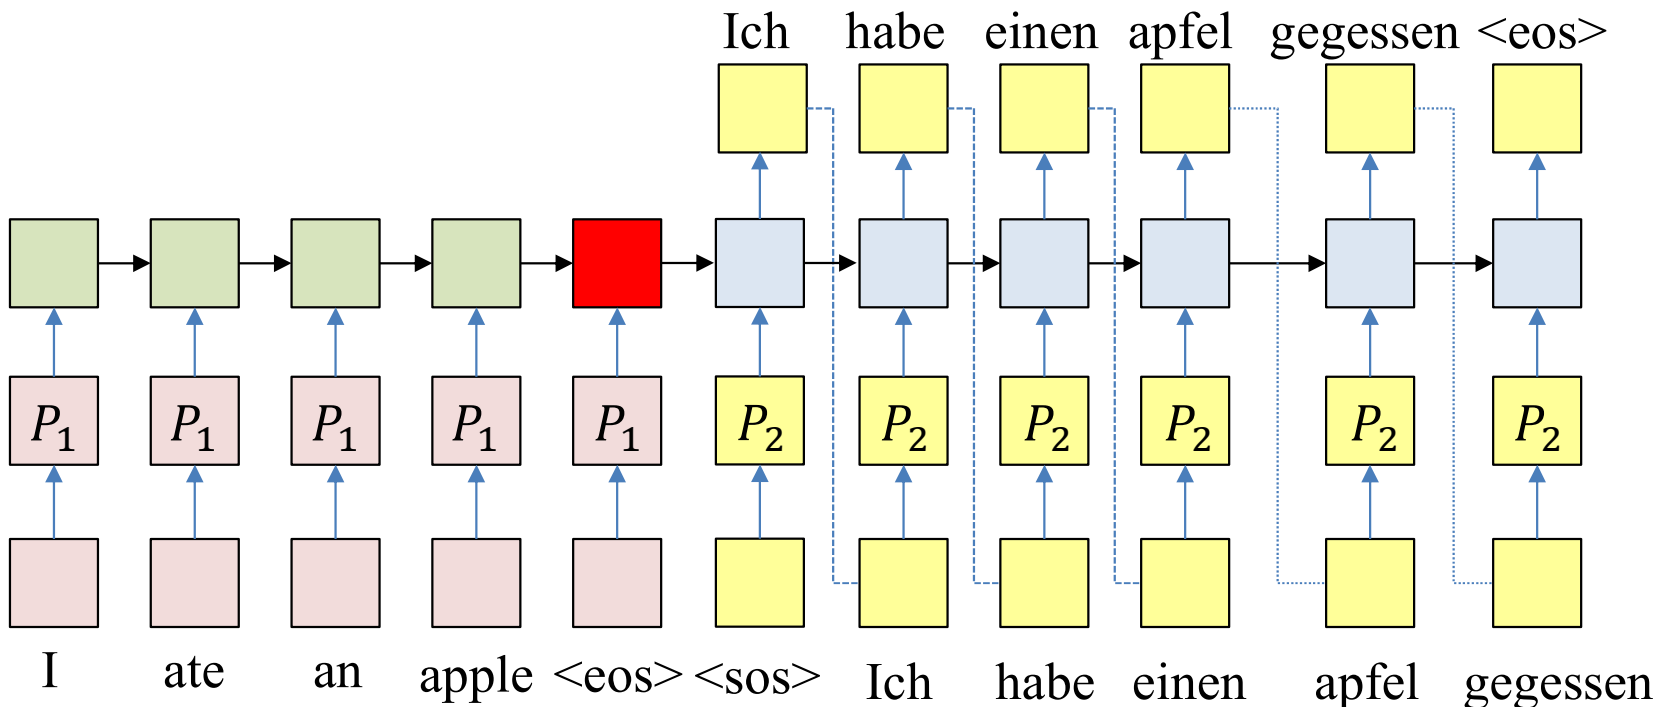 Ich habe einen apfel gegessen <eos>
P₁ P₁ P₁ P₁ P₁ P₂ P₂ P₂ P₂ P₂ P₂
I ate an apple <eos> <sos> Ich habe einen apfel gegessen